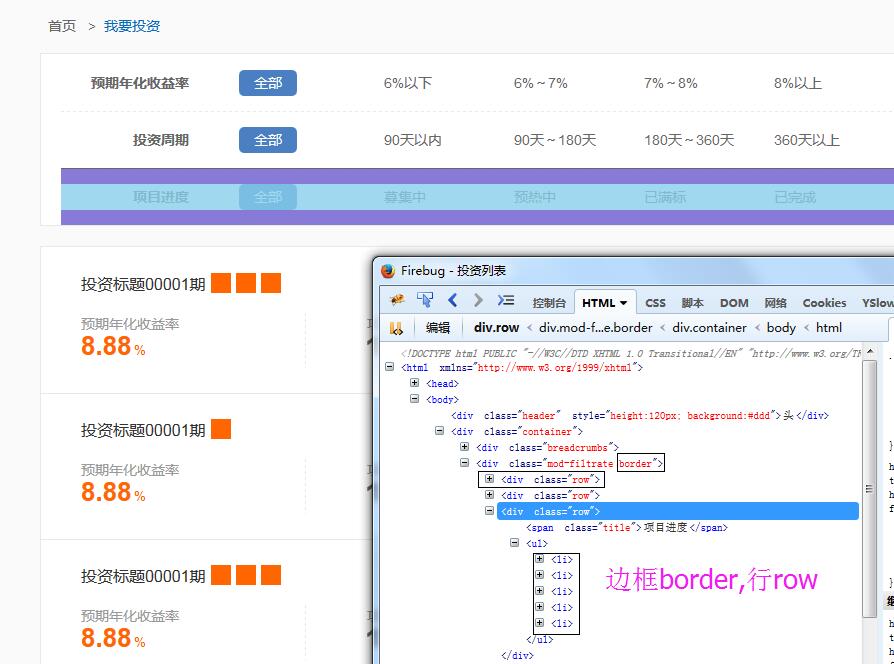 首页 > 我要投资
预期年化收益率 全部 6%以下 6%~7% 7%~8% 8%以上
投资周期 全部 90天以内 90天~180天 180天~360天 360天以上
项目进度 全部 募集中 预热中 已满标 已完成
投资标题00001期
预期年化收益率
8.88%
投资标题00001期
预期年化收益率
8.88%
投资标题00001期
预期年化收益率
8.88%
Firebug - 投资列表
控制台 HTML CSS 脚本 DOM 网络 Cookies YSlow
编辑 div.row < div.mod-f...e.border < div.container < body < html
<!DOCTYPE html PUBLIC "-//W3C//DTD XHTML 1.0 Transitional//EN" "http://www.w3.org/TR
<html xmlns="http://www.w3.org/1999/xhtml">
<head>
<body>
<div class="header" style="height:120px; background:#ddd">头</div>
<div class="container">
<div class="breadcrumbs">
<div class="mod-filtrate border">
<div class="row">
<div class="row">
<div class="row">
<span class="title">项目进度</span>
<ul>
<li>
<li>
<li>
<li>
<li>
</ul>
</div>
边框border,行row